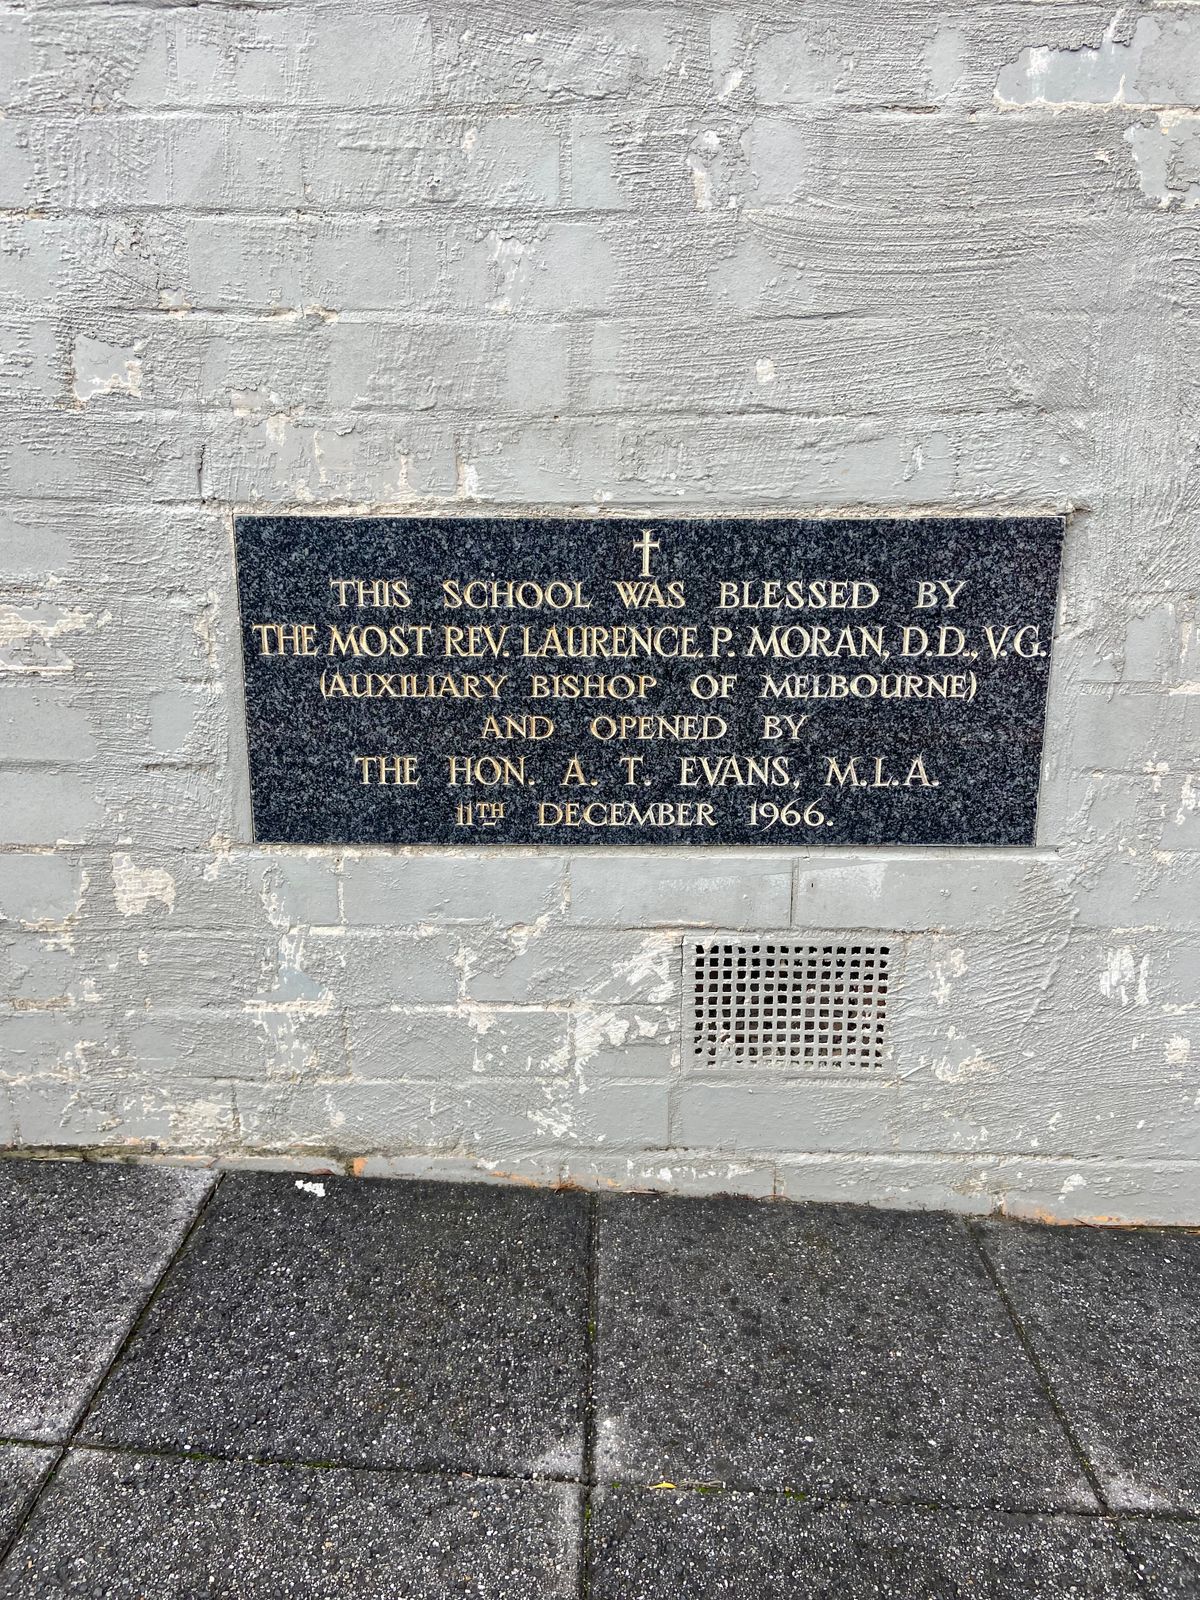 THIS SCHOOL WAS BLESSED BY
THE MOST REV. LAURENCE P. MORAN, D.D., V.G.
(AUXILIARY BISHOP OF MELBOURNE)
AND OPENED BY
THE HON. A. T. EVANS, M.L.A.
11TH DECEMBER 1966.